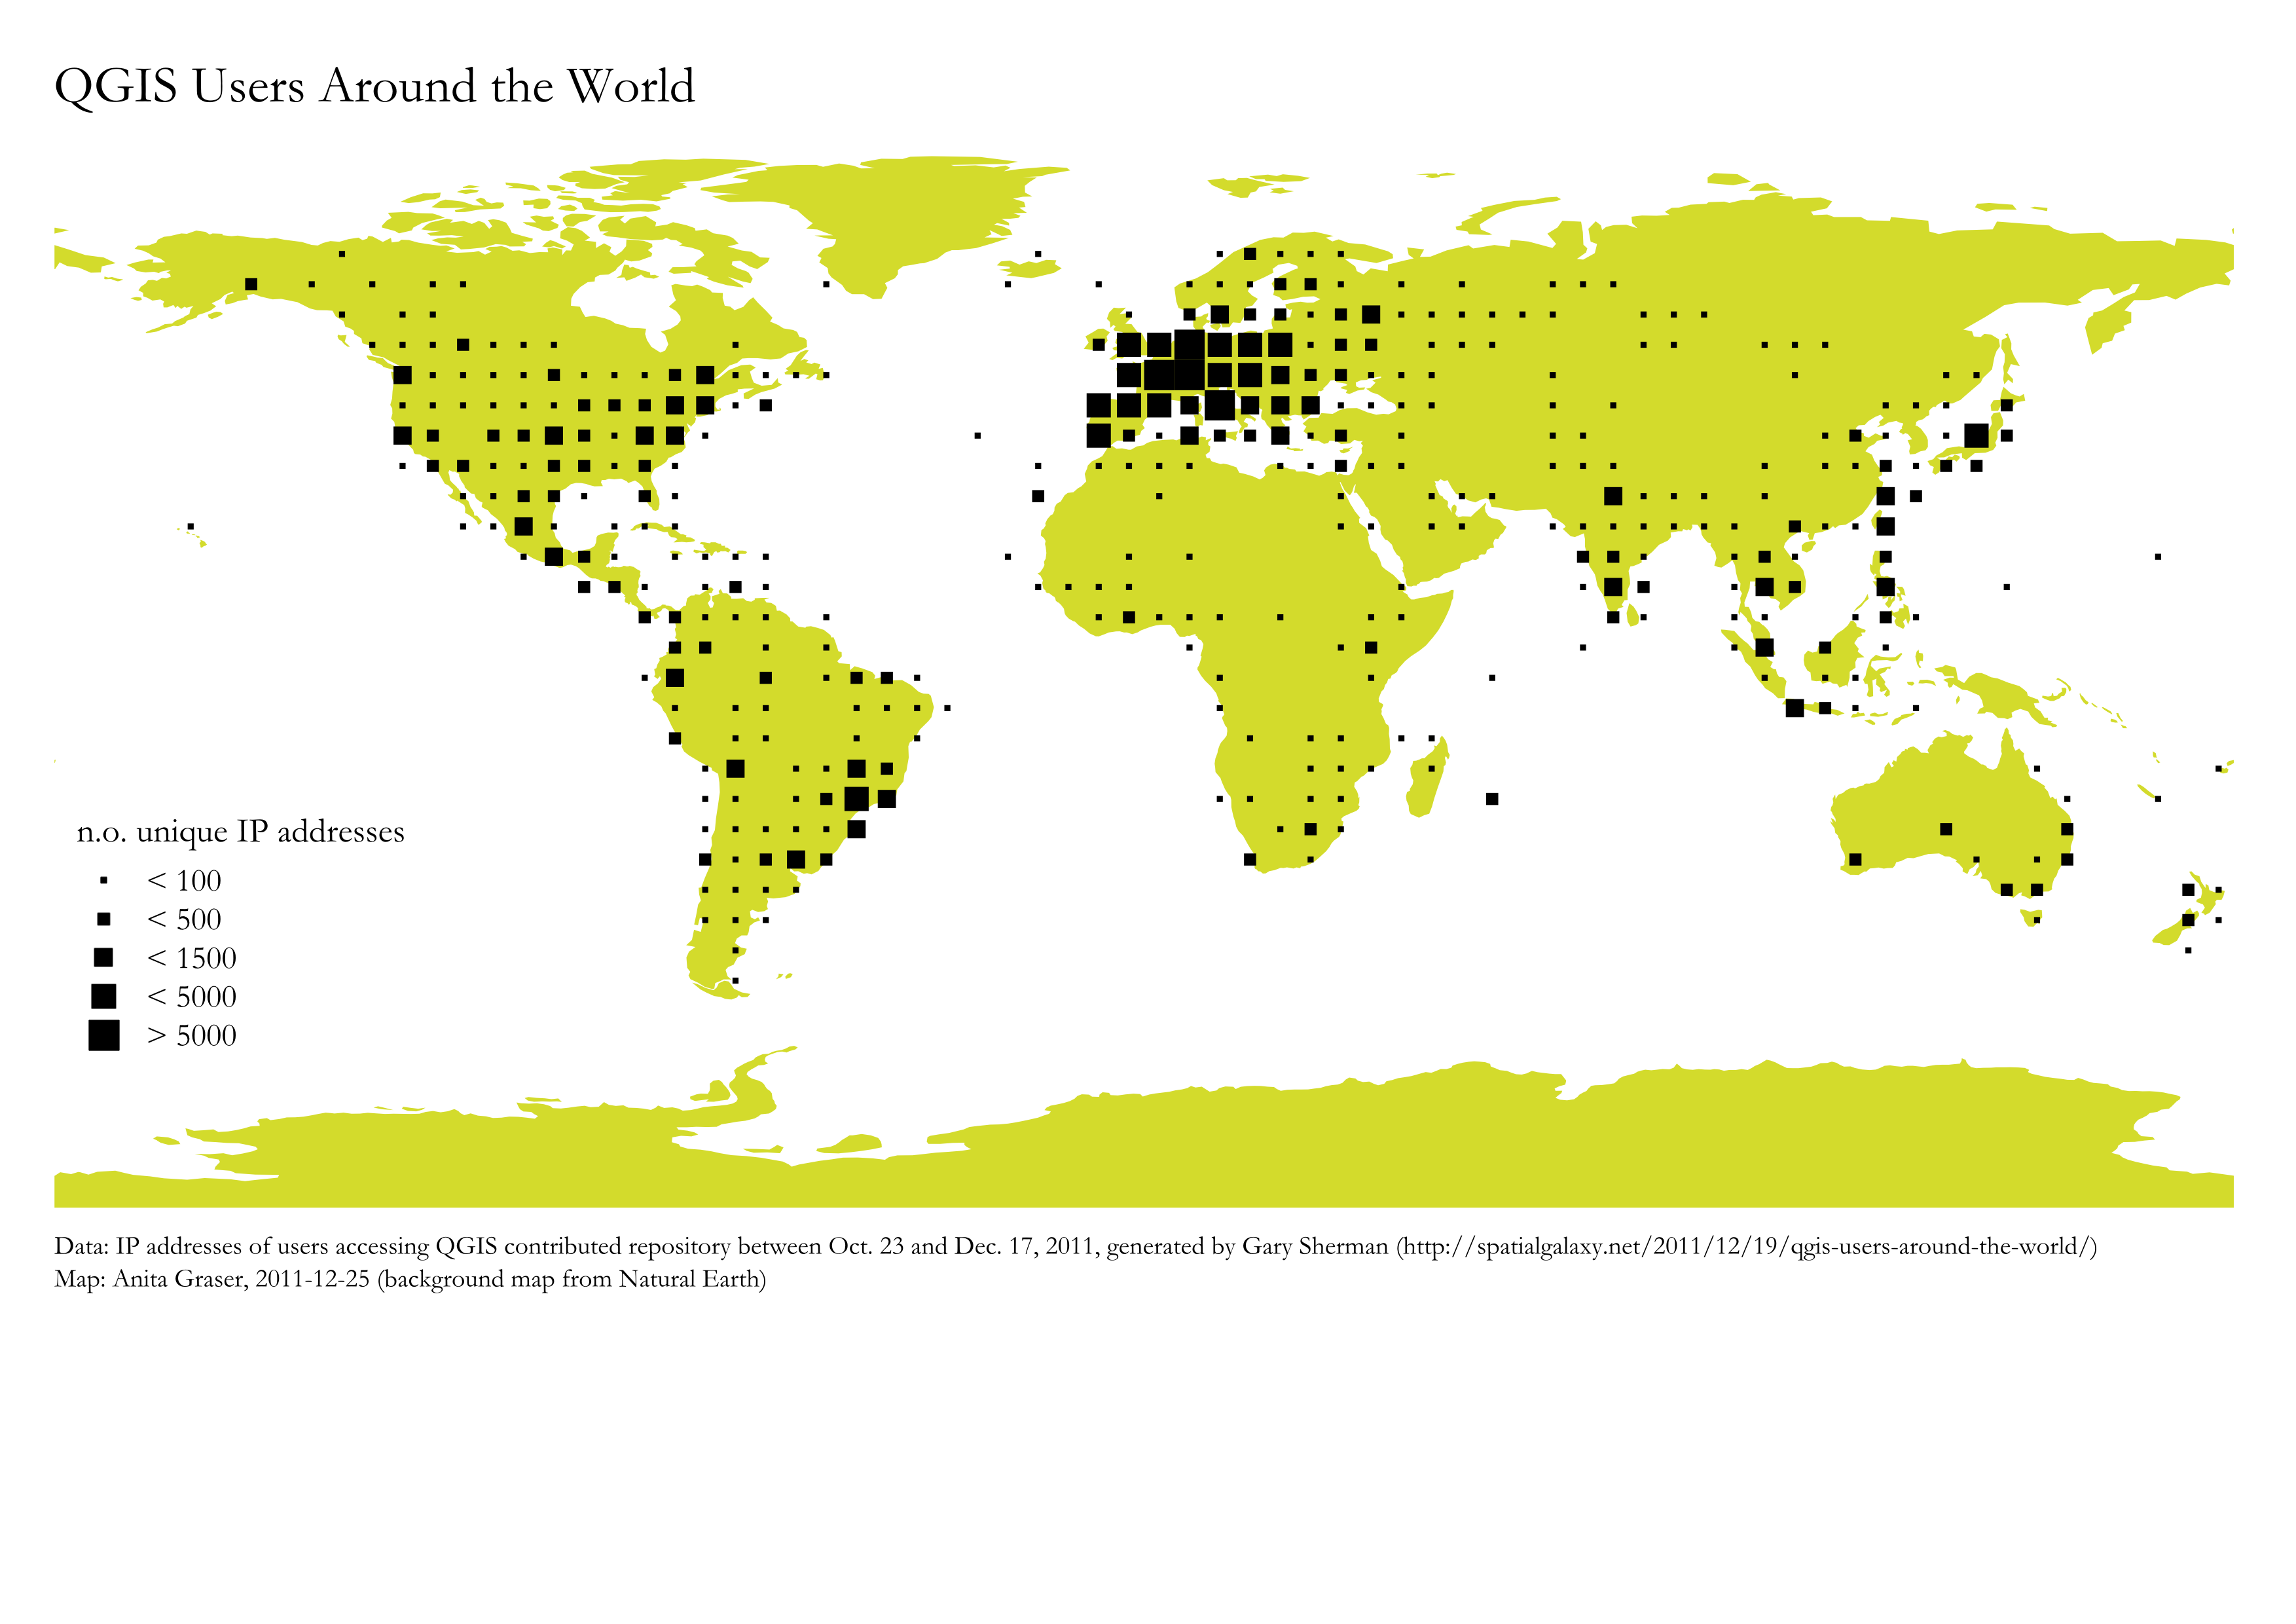 QGIS Users Around the World
n.o. unique IP addresses
< 100
< 500
< 1500
< 5000
> 5000
Data: IP addresses of users accessing QGIS contributed repository between Oct. 23 and Dec. 17, 2011, generated by Gary Sherman (http://spatialgalaxy.net/2011/12/19/qgis-users-around-the-world/)
Map: Anita Graser, 2011-12-25 (background map from Natural Earth)